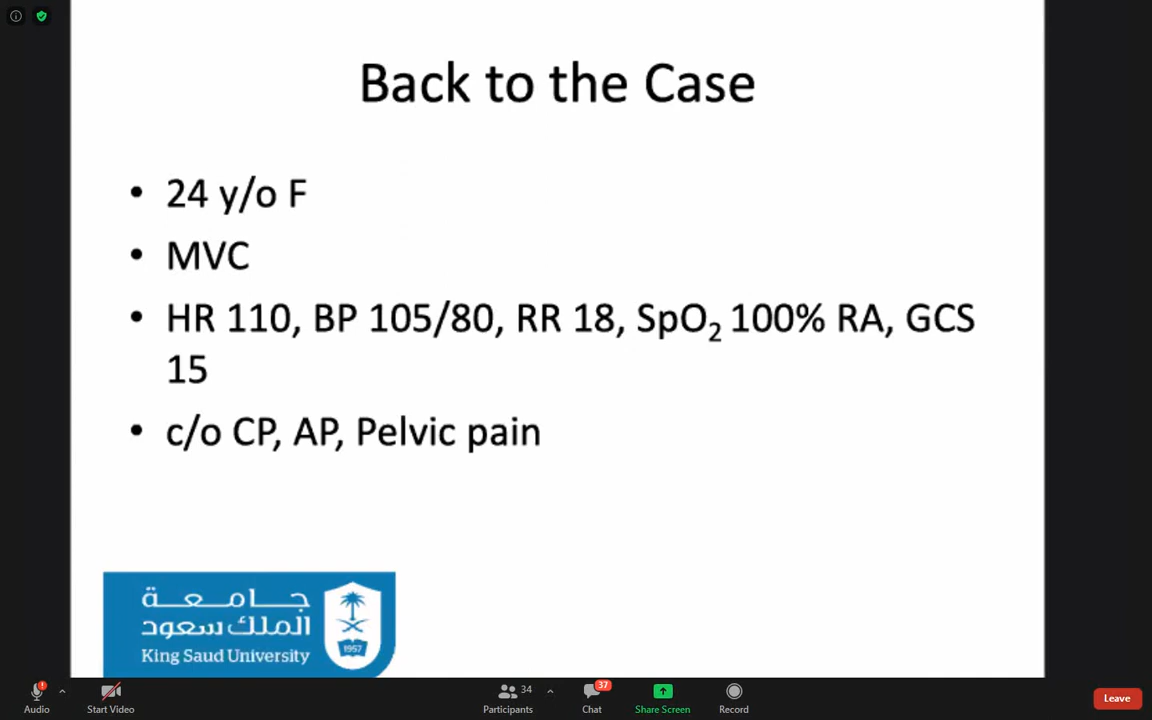 Back to the Case
• 24 y/o F
• MVC
• HR 110, BP 105/80, RR 18, SpO₂ 100% RA, GCS
15
• c/o CP, AP, Pelvic pain
جامعة
الملك سعود
King Saud University
1957
Audio
Start Video
Participants
34
Chat
37
Share Screen
Record
Leave